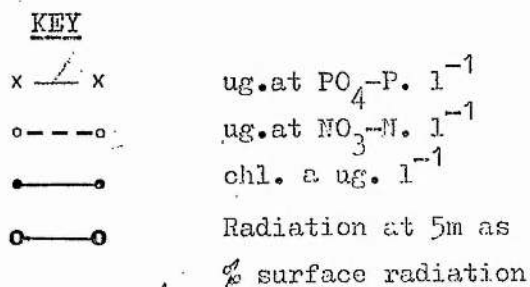 KEY
x — x ug.at PO₄-P. l⁻¹
o - - - o ug.at NO₃-N. l⁻¹
chl. a ug. l⁻¹
Radiation at 5m as
% surface radiation